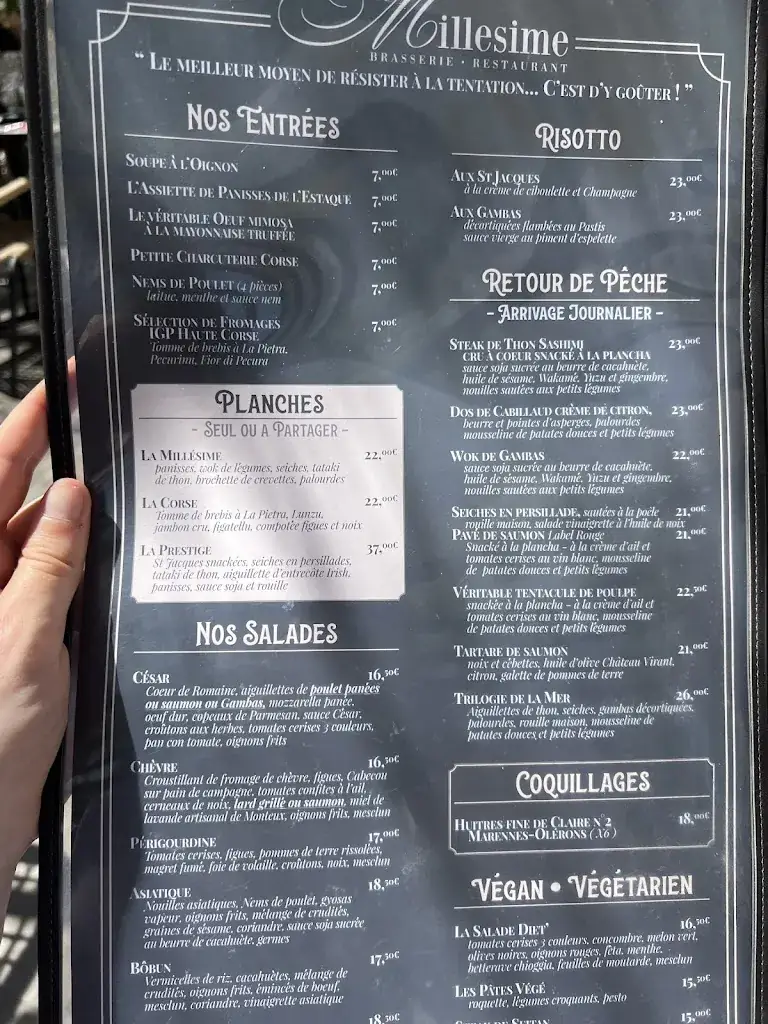 Millesime
BRASSERIE • RESTAURANT
“ LE MEILLEUR MOYEN DE RÉSISTER À LA TENTATION... C'EST D'Y GOÛTER ! ”
NOS ENTRÉES
SOUPE À L'OIGNON 7,00€
L'ASSIETTE DE PANISSES DE L'ESTAQUE 7,00€
LE VÉRITABLE OEUF MIMOSA 7,00€
À LA MAYONNAISE TRUFFÉE
PETITE CHARCUTERIE CORSE 7,00€
NEMS DE POULET (4 pièces) 7,00€
laitue, menthe et sauce nem
SÉLECTION DE FROMAGES 7,00€
IGP HAUTE CORSE
Tomme de brebis à La Pietra,
Pecurinu, Fior di Pecura
PLANCHES
- SEUL OU A PARTAGER -
LA MILLÉSIME 22,00€
panisses, wok de légumes, seiches, tataki
de thon, brochette de crevettes, palourdes
LA CORSE 22,00€
Tomme de brebis à La Pietra, Lunzu,
jambon cru, figatellu, compotée figues et noix
LA PRESTIGE 37,00€
St Jacques snackées, seiches en persillades,
tataki de thon, aiguillette d'entrecôte Irish,
panisses, sauce soja et rouille
NOS SALADES
CÉSAR 16,50€
Coeur de Romaine, aiguillettes de poulet panées
ou saumon ou Gambas, mozzarella panée,
oeuf dur, copeaux de Parmesan, sauce César,
croûtons aux herbes, tomates cerises 3 couleurs,
pan con tomate, oignons frits
CHÈVRE 16,50€
Croustillant de fromage de chèvre, figues, Cabecou
sur pain de campagne, tomates confites à l'ail,
cerneaux de noix, lard grillé ou saumon, miel de
lavande artisanal de Monteux, oignons frits, mesclun
PÉRIGOURDINE 17,00€
Tomates cerises, figues, pommes de terre rissolées,
magret fumé, foie de volaille, croûtons, noix, mesclun
ASIATIQUE 18,50€
Nouilles asiatiques, Nems de poulet, gyosas
vapeur, oignons frits, mélange de crudités,
graines de sésame, coriandre, sauce soja sucrée
au beurre de cacahuète, germes
BÔBUN 17,50€
Vermicelles de riz, cacahuètes, mélange de
crudités, oignons frits, émincés de boeuf,
mesclun, coriandre, vinaigrette asiatique
18,50€
RISOTTO
AUX ST JACQUES 23,00€
à la crème de ciboulette et Champagne
AUX GAMBAS 23,00€
décortiquées flambées au Pastis
sauce vierge au piment d'espelette
RETOUR DE PÊCHE
- ARRIVAGE JOURNALIER -
STEAK DE THON SASHIMI 23,00€
CRU À COEUR SNACKÉ À LA PLANCHA
sauce soja sucrée au beurre de cacahuète,
huile de sésame, Wakamé, Yuzu et gingembre,
nouilles sautées aux petits légumes
DOS DE CABILLAUD CRÈME DE CITRON, 23,00€
beurre et pointes d'asperges, palourdes
mousseline de patates douces et petits légumes
WOK DE GAMBAS 22,00€
sauce soja sucrée au beurre de cacahuète,
huile de sésame, Wakamé, Yuzu et gingembre,
nouilles sautées aux petits légumes
SEICHES EN PERSILLADE, sautées à la poêle 21,00€
rouille maison, salade vinaigrette à l'huile de noix
PAVÉ DE SAUMON Label Rouge 21,00€
Snacké à la plancha - à la crème d'ail et
tomates cerises au vin blanc, mousseline
de patates douces et petits légumes
VÉRITABLE TENTACULE DE POULPE 22,50€
snackée à la plancha - à la crème d'ail et
tomates cerises au vin blanc, mousseline
de patates douces et petits légumes
TARTARE DE SAUMON 21,00€
noix et cébettes, huile d'olive Château Virant,
citron, galette de pommes de terre
TRILOGIE DE LA MER 26,00€
Aiguillettes de thon, seiches, gambas décortiquées,
palourdes, rouille maison, mousseline de
patates douces et petits légumes
COQUILLAGES
HUITRES FINE DE CLAIRE N°2 18,00€
MARENNES-OLÉRONS (X6)
VÉGAN • VÉGÉTARIEN
LA SALADE DIET' 16,50€
tomates cerises 3 couleurs, concombre, melon vert,
olives noires, oignons rouges, féta, menthe,
betterave chioggia, feuilles de moutarde, mesclun
LES PÂTES VÉGÉ 15,50€
roquette, légumes croquants, pesto
STEAK DE SEITAN 15,00€